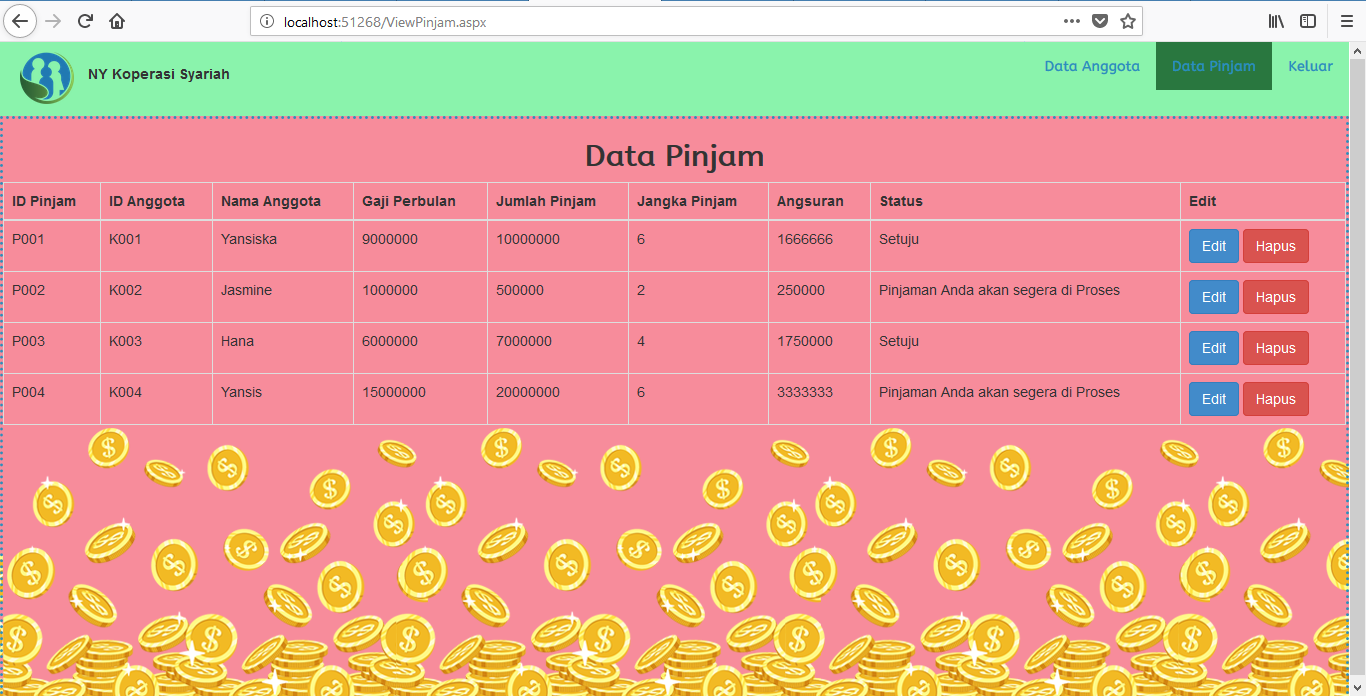 localhost:51268/ViewPinjam.aspx
NY Koperasi Syariah Data Anggota Data Pinjam Keluar
Data Pinjam
ID Pinjam ID Anggota Nama Anggota Gaji Perbulan Jumlah Pinjam Jangka Pinjam Angsuran Status Edit
P001 K001 Yansiska 9000000 10000000 6 1666666 Setuju Edit Hapus
P002 K002 Jasmine 1000000 500000 2 250000 Pinjaman Anda akan segera di Proses Edit Hapus
P003 K003 Hana 6000000 7000000 4 1750000 Setuju Edit Hapus
P004 K004 Yansis 15000000 20000000 6 3333333 Pinjaman Anda akan segera di Proses Edit Hapus